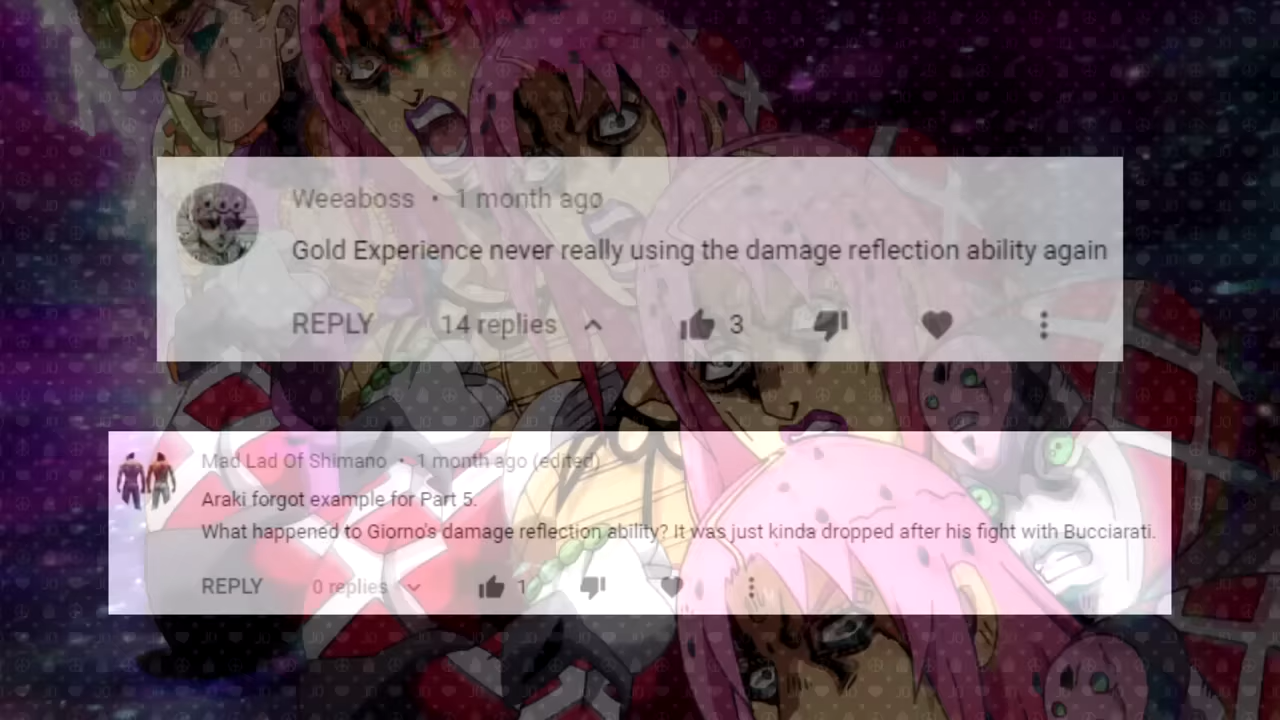 Weeaboss • 1 month ago
Gold Experience never really using the damage reflection ability again
REPLY 14 replies 3
Mad Lad Of Shimano • 1 month ago (edited)
Araki forgot example for Part 5.
What happened to Giorno's damage reflection ability? It was just kinda dropped after his fight with Bucciarati.
REPLY 0 replies 1